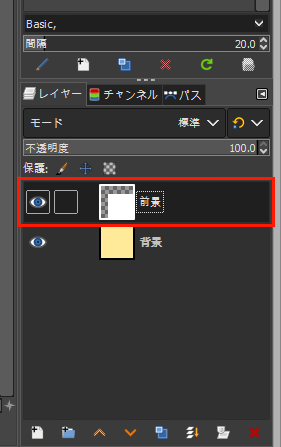 Basic,
間隔 20.0
レイヤー チャンネル パス
モード 標準
不透明度 100.0
保護:
前景
背景